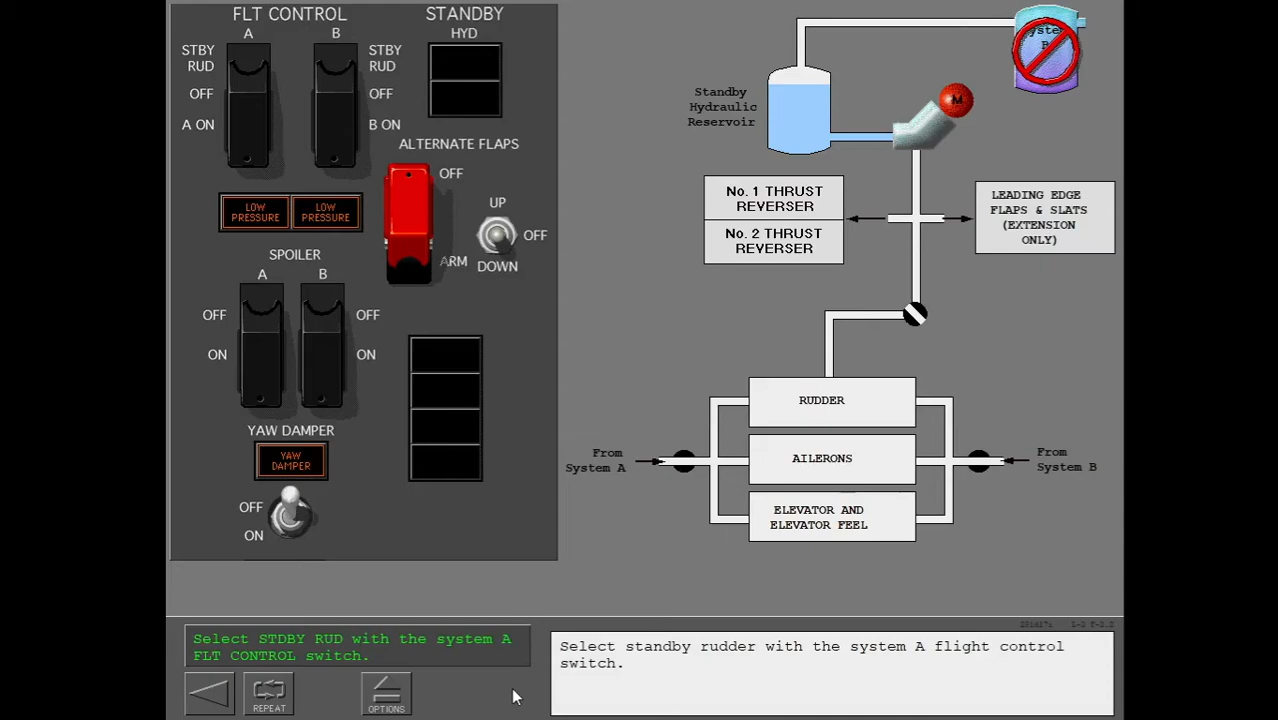 FLT CONTROL
STANDBY
A
B
HYD
STBY
RUD
STBY
RUD
OFF
OFF
A ON
B ON
ALTERNATE FLAPS
OFF
UP
OFF
ARM
DOWN
LOW
PRESSURE
LOW
PRESSURE
SPOILER
A
B
OFF
OFF
ON
ON
YAW DAMPER
YAW
DAMPER
OFF
ON
Standby
Hydraulic
Reservoir
M
No. 1 THRUST
REVERSER
No. 2 THRUST
REVERSER
LEADING EDGE
FLAPS & SLATS
(EXTENSION
ONLY)
RUDDER
AILERONS
ELEVATOR AND
ELEVATOR FEEL
From
System A
From
System B
Select STDBY RUD with the system A
FLT CONTROL switch.
REPEAT
OPTIONS
Select standby rudder with the system A flight control
switch.